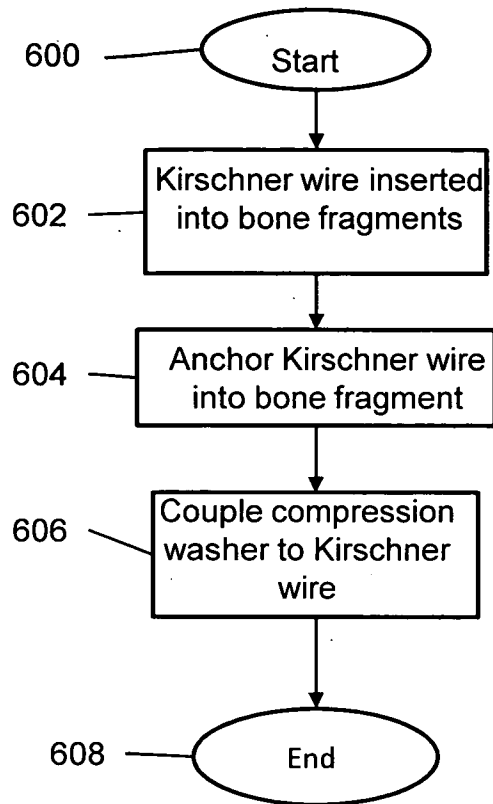 600
Start
602
Kirschner wire inserted
into bone fragments
604
Anchor Kirschner wire
into bone fragment
606
Couple compression
washer to Kirschner
wire
608
End